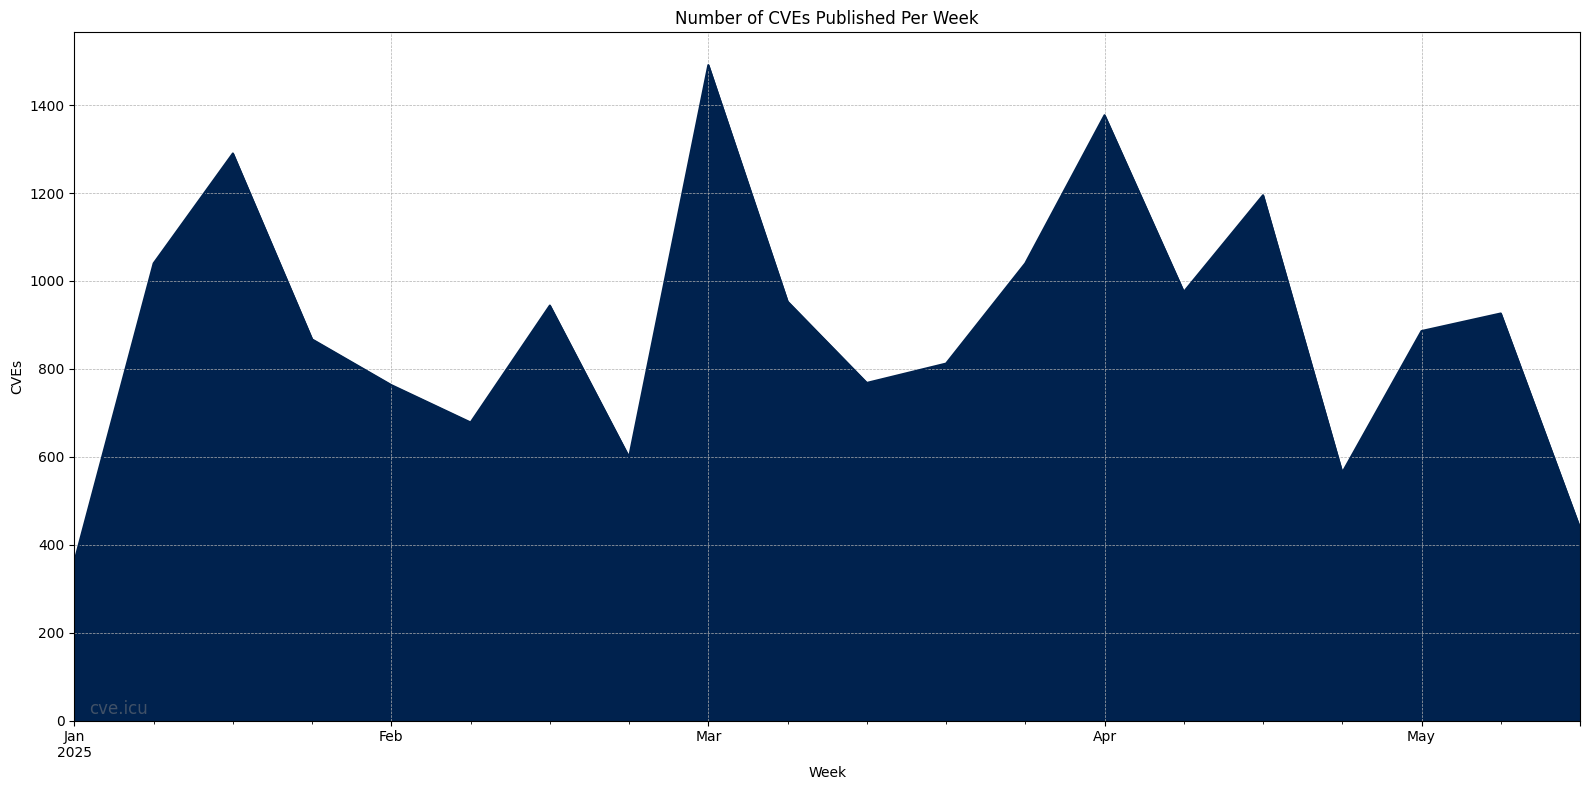 Number of CVEs Published Per Week
1400
1200
1000
800
600
400
200
0
CVEs
cve.icu
Jan Feb Mar Apr May
2025
Week